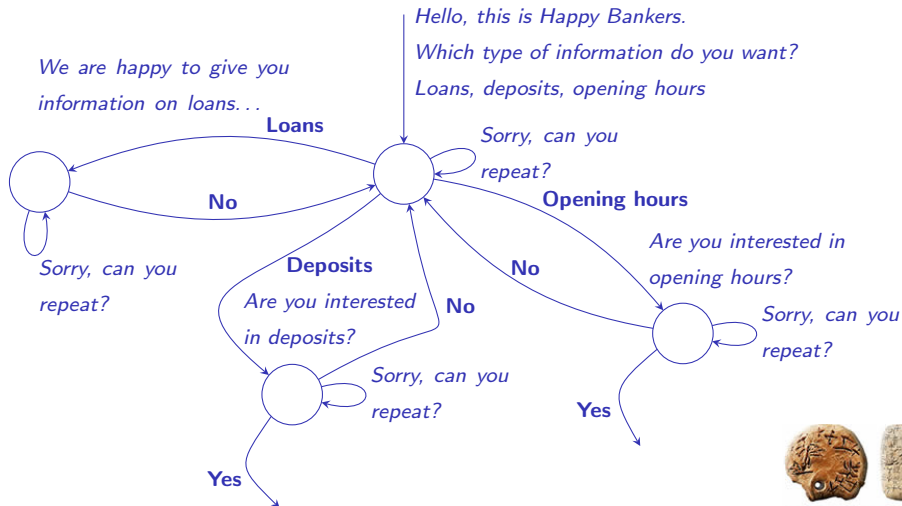 Hello, this is Happy Bankers.
Which type of information do you want?
Loans, deposits, opening hours
We are happy to give you
information on loans...
Loans
Sorry, can you
repeat?
No
Opening hours
Sorry, can you
repeat?
Deposits
Are you interested
in deposits?
No
No
Are you interested in
opening hours?
Sorry, can you
repeat?
Sorry, can you
repeat?
Yes
Yes